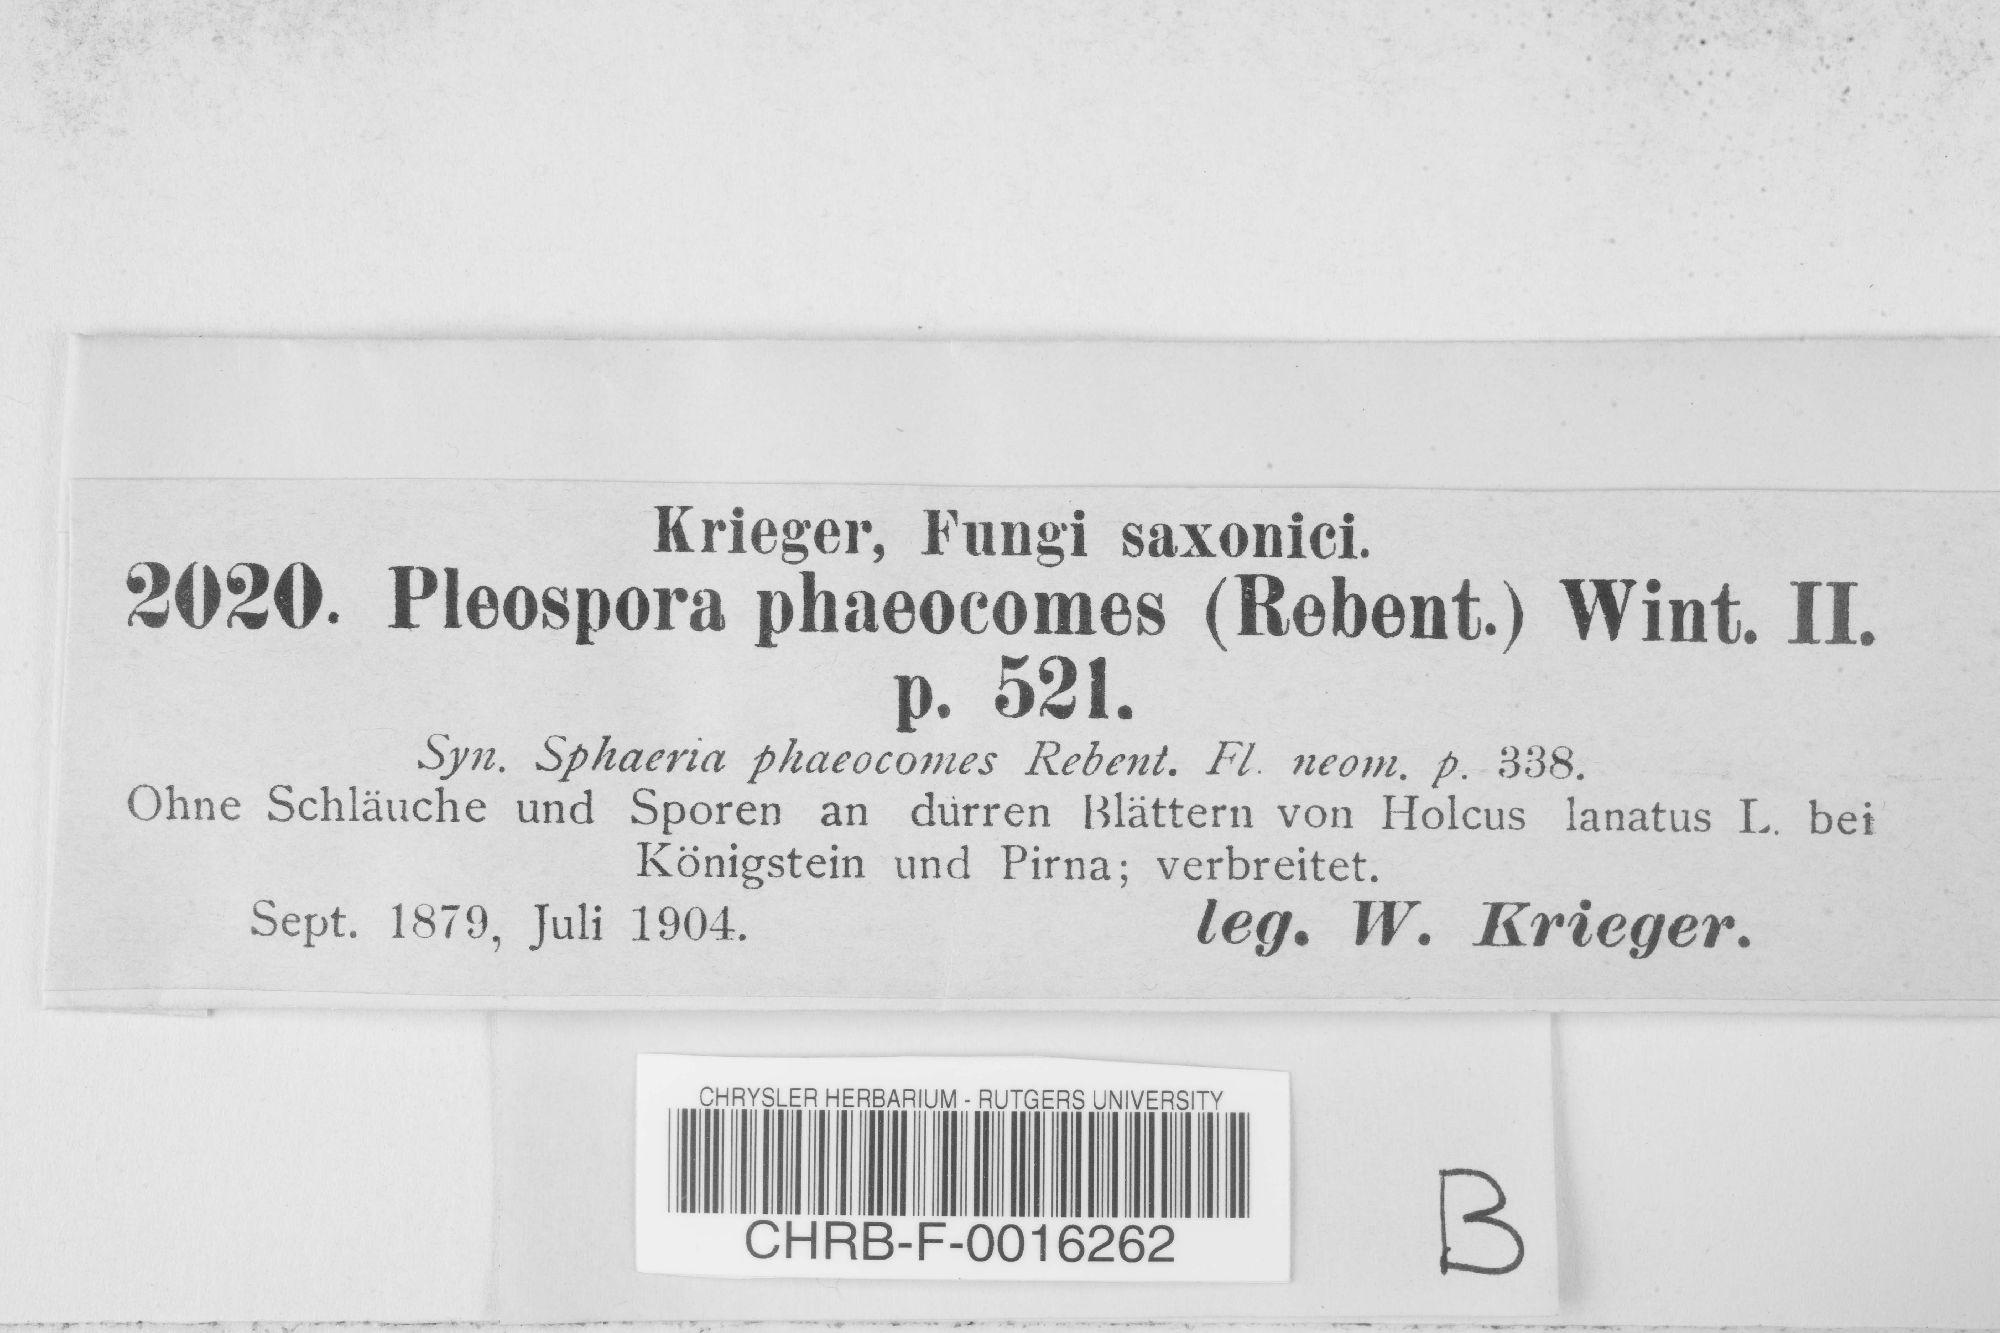 Krieger, Fungi saxonici.
2020. Pleospora phaeocomes (Rebent.) Wint. II.
p. 521.
Syn. Sphaeria phaeocomes Rebent. Fl. neom. p. 338.
Ohne Schläuche und Sporen an dürren Blättern von Holcus lanatus L. bei
Königstein und Pirna; verbreitet.
Sept. 1879, Juli 1904. leg. W. Krieger.
CHRYSLER HERBARIUM - RUTGERS UNIVERSITY
CHRB-F-0016262
B